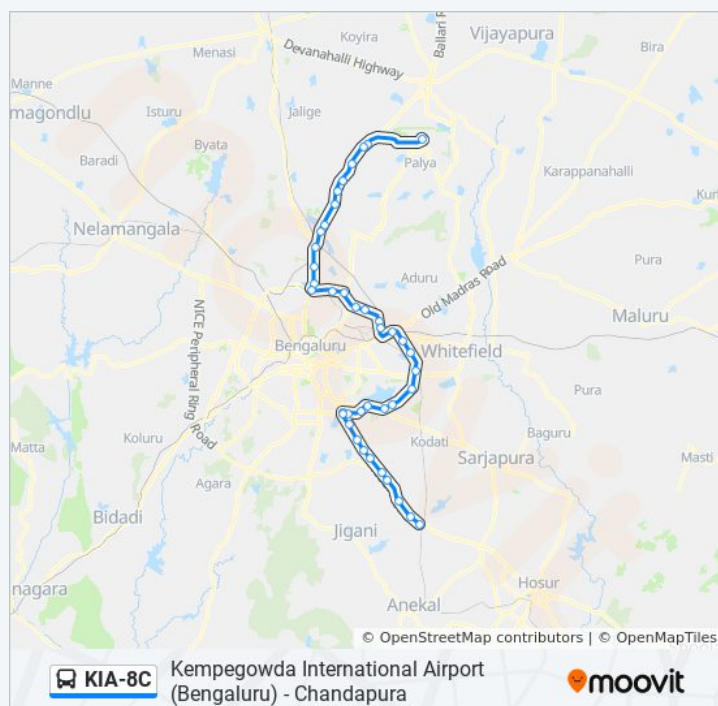 Koyira
Vijayapura
Ballari R
Menasi
Bira
Devanahalli Highway
Manne
magondlu
Isturu
Jalige
Byata
Palya
Baradi
Karappanahalli
Nelamangala
Aduru
Pura
Old Madras Road
Maluru
NICE Peripheral Ring Road
Bengaluru
Whitefield
Pura
Koluru
Baguru
Matta
Kodati
Masti
Sarjapura
Agara
Bidadi
Jigani
nagara
Hosur
Anekal
© OpenStreetMap contributors | © OpenMapTiles
KIA-8C
Kempegowda International Airport
(Bengaluru) - Chandapura
moovit